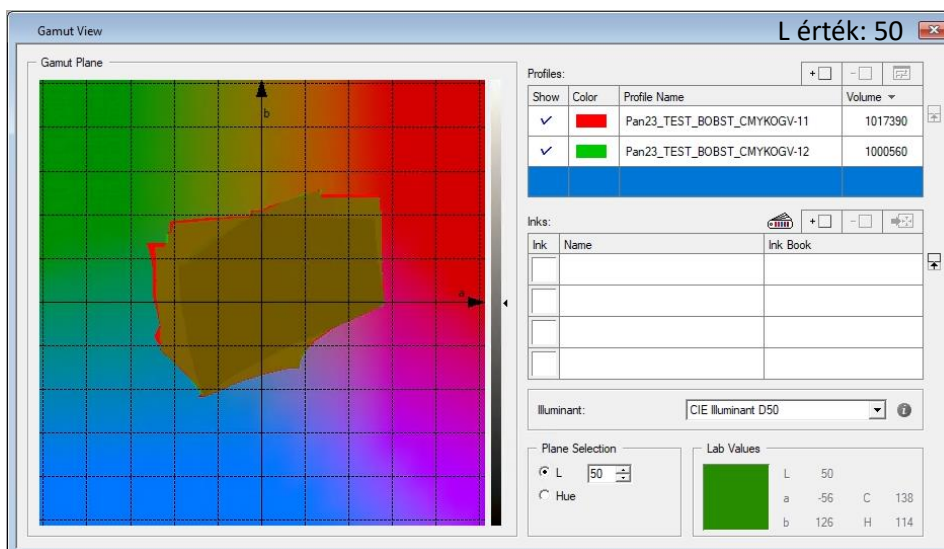 Gamut View
L érték: 50
Gamut Plane
b
a
Profiles:
Show Color Profile Name Volume
Pan23_TEST_BOBST_CMYKOGV-11 1017390
Pan23_TEST_BOBST_CMYKOGV-12 1000560
Inks:
Ink Name Ink Book
Illuminant: CIE Illuminant D50
Plane Selection
L 50
Hue
Lab Values
L 50
a -56 C 138
b 126 H 114